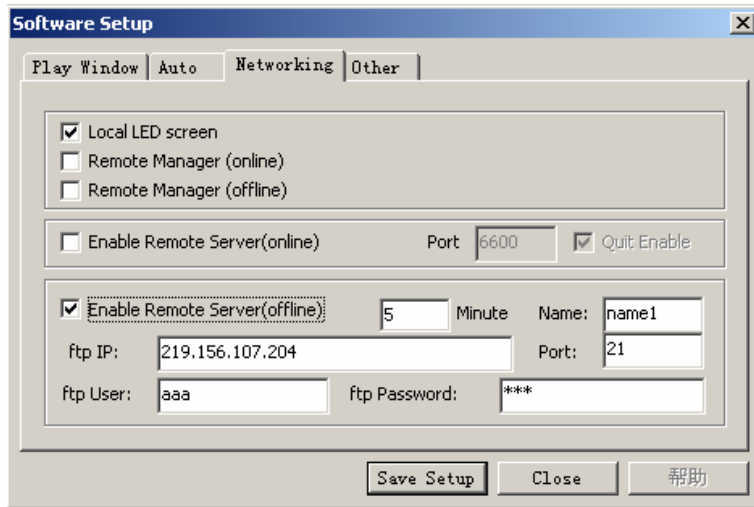 Software Setup
Play Window Auto Networking Other
Local LED screen
Remote Manager (online)
Remote Manager (offline)
Enable Remote Server(online) Port 6600 Quit Enable
Enable Remote Server(offline) 5 Minute Name: name1
ftp IP: 219.156.107.204 Port: 21
ftp User: aaa ftp Password: ***
Save Setup Close 帮助